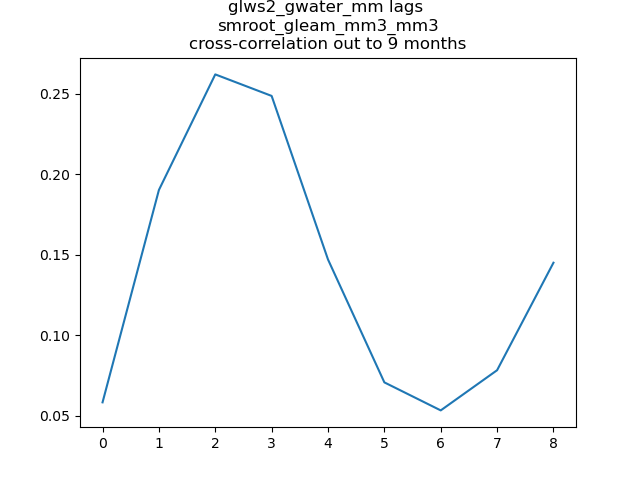 glws2_gwater_mm lags
smroot_gleam_mm3_mm3
cross-correlation out to 9 months
0.25
0.20
0.15
0.10
0.05
0 1 2 3 4 5 6 7 8